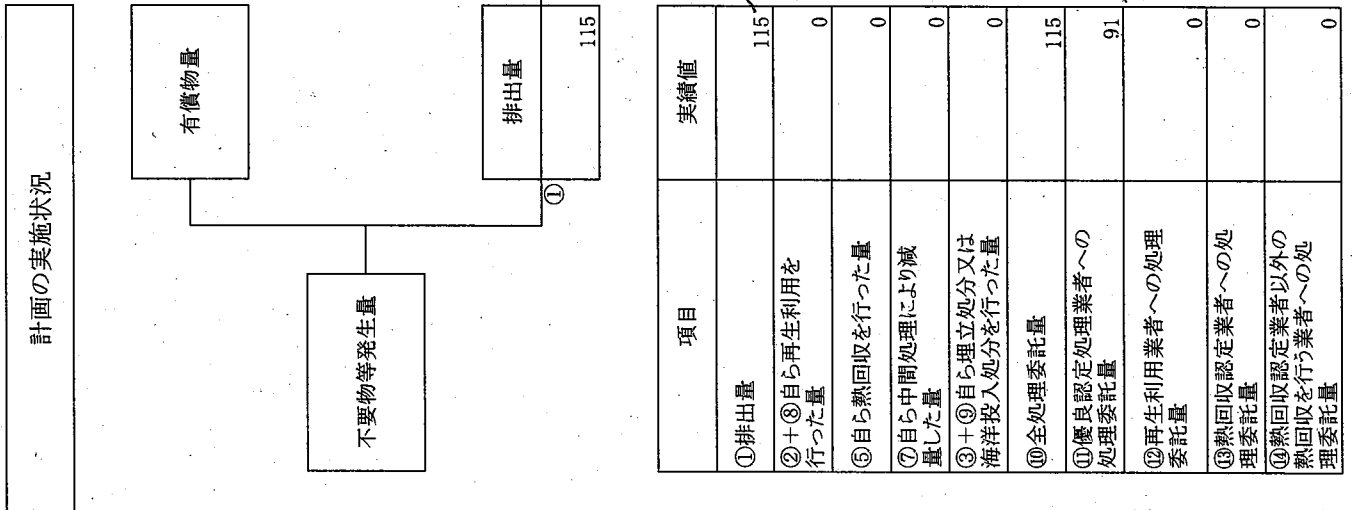 計画の実施状況
不要物等発生量
有償物量
①
排出量
115
項目
実績値
①排出量
115
②＋⑧自ら再生利用を
行った量
0
⑤自ら熱回収を行った量
0
⑦自ら中間処理により減
量した量
0
③＋⑨自ら埋立処分又は
海洋投入処分を行った量
0
⑩全処理委託量
115
⑪優良認定処理業者への
処理委託量
91
⑫再生利用業者への処理
委託量
0
⑬熱回収認定業者への処
理委託量
0
⑭熱回収認定業者以外の
熱回収を行う業者への処
理委託量
0